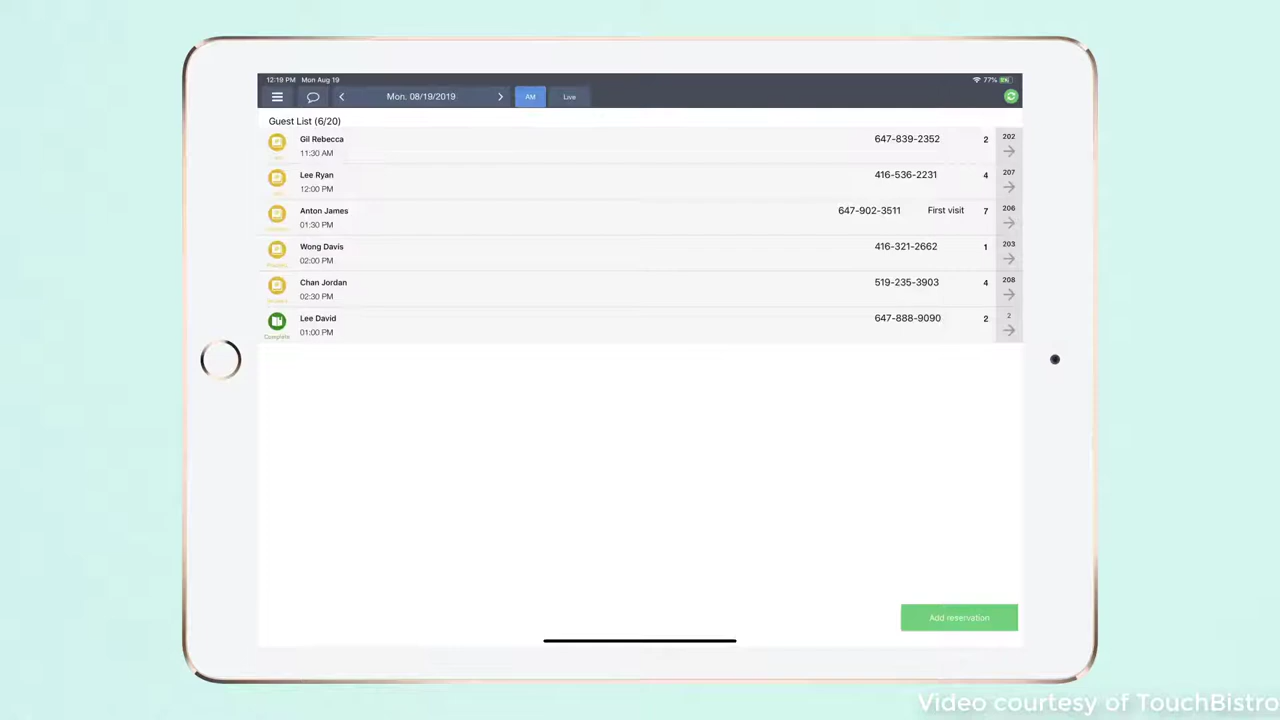 12:19 PM Mon Aug 19 77%
Mon. 08/19/2019 AM Live
Guest List (6/20)
Gil Rebecca 647-839-2352 2 202
11:30 AM
Lee Ryan 416-536-2231 4 207
12:00 PM
Anton James 647-902-3511 First visit 7 206
01:30 PM
Wong Davis 416-321-2662 1 203
02:00 PM
Chan Jordan 519-235-3903 4 208
02:30 PM
Lee David 647-888-9090 2 2
01:00 PM
Complete
Add reservation
Video courtesy of TouchBistro